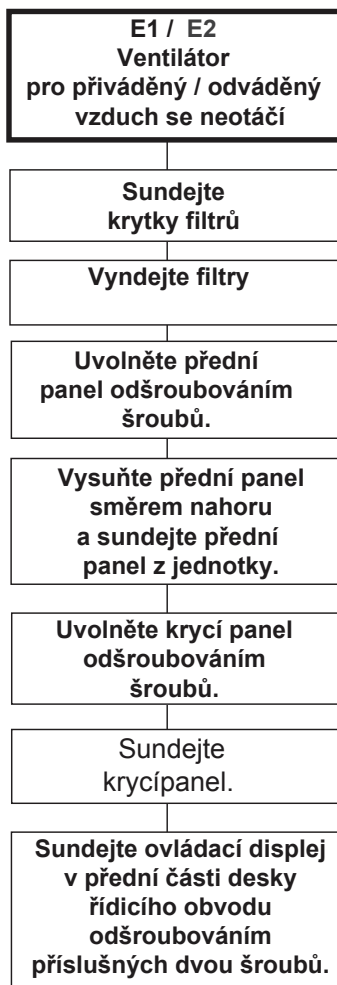 E1 / E2
Ventilátor
pro přiváděný / odváděný
vzduch se neotáčí
Sundejte
krytky filtrů
Vyndejte filtry
Uvolněte přední
panel odšroubováním
šroubů.
Vysuňte přední panel
směrem nahoru
a sundejte přední
panel z jednotky.
Uvolněte krycí panel
odšroubováním
šroubů.
Sundejte
krycípanel.
Sundejte ovládací displej
v přední části desky
řídicího obvodu
odšroubováním
příslušných dvou šroubů.